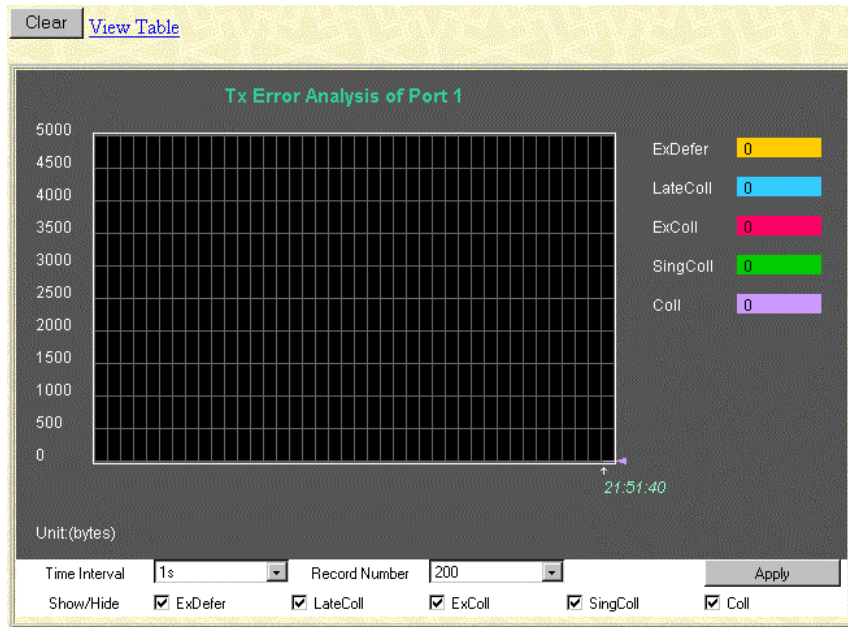 Clear View Table
Tx Error Analysis of Port 1
5000
4500
4000
3500
3000
2500
2000
1500
1000
500
0
ExDefer 0
LateColl 0
ExColl 0
SingColl 0
Coll 0
21:51:40
Unit:(bytes)
Time Interval 1s Record Number 200 Apply
Show/Hide ExDefer LateColl ExColl SingColl Coll